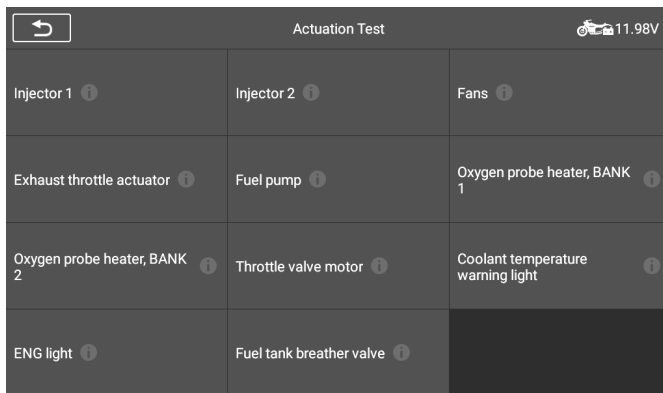 Actuation Test
11.98V
Injector 1
Injector 2
Fans
Exhaust throttle actuator
Fuel pump
Oxygen probe heater, BANK
1
Oxygen probe heater, BANK
2
Throttle valve motor
Coolant temperature
warning light
ENG light
Fuel tank breather valve